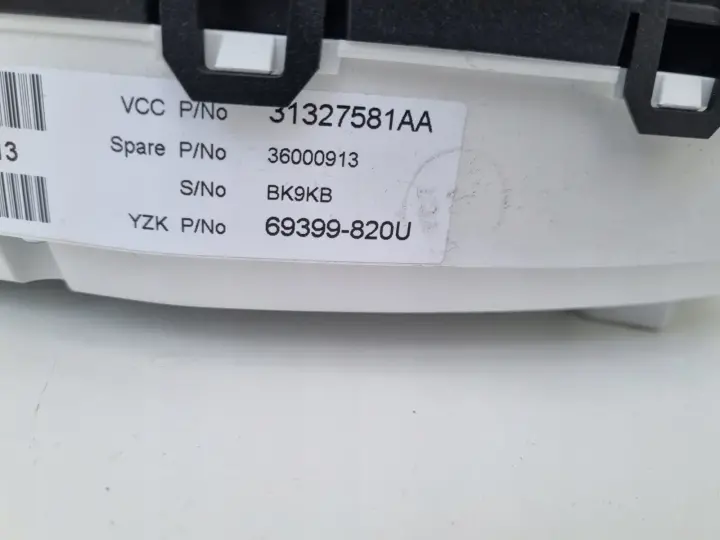 VCC P/No 31327581AA
Spare P/No 36000913
S/No BK9KB
YZK P/No 69399-820U